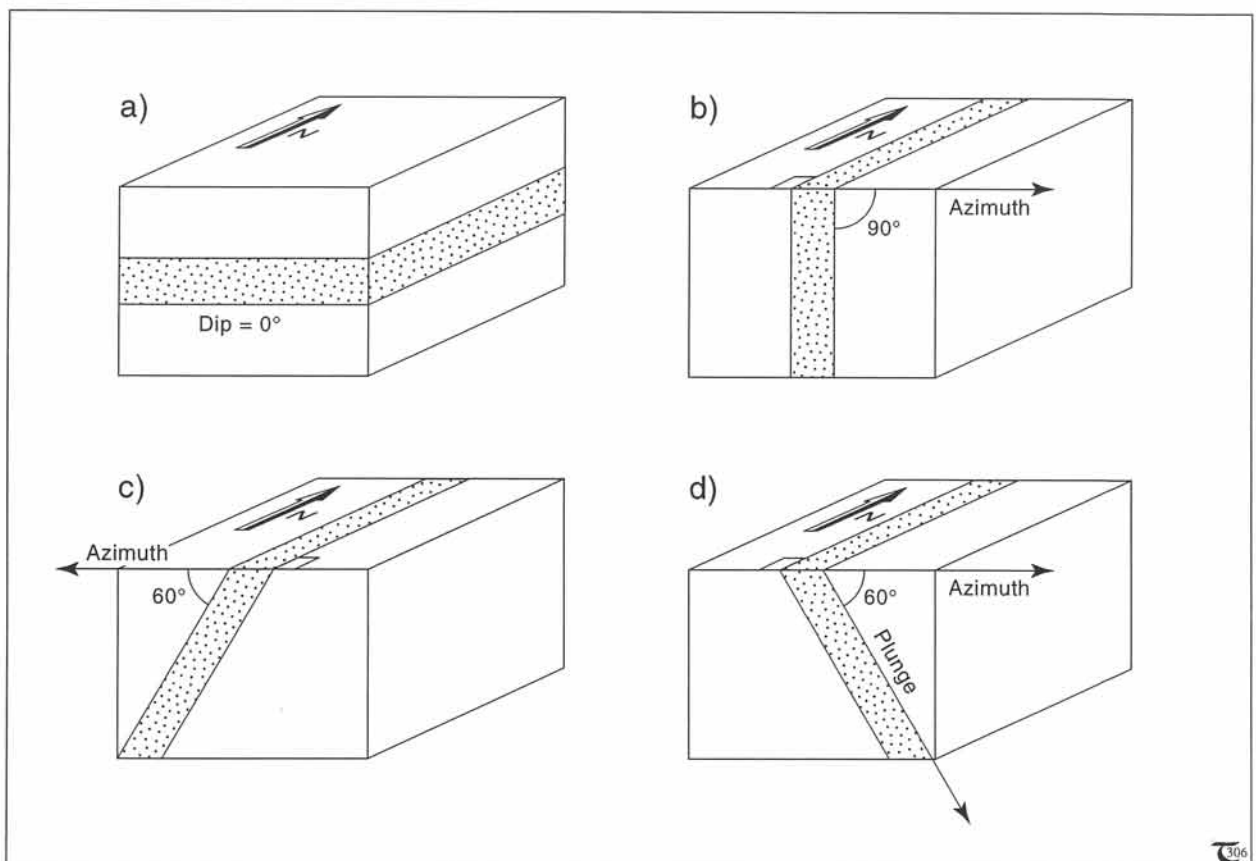 a)
N
Dip = 0°
b)
N
Azimuth
90°
c)
N
Azimuth
60°
d)
N
Azimuth
60°
Plunge
306